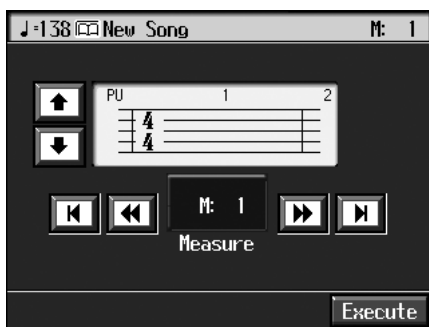 ♩=138 New Song M: 1
PU 1 2
4
4
M: 1
Measure
Execute